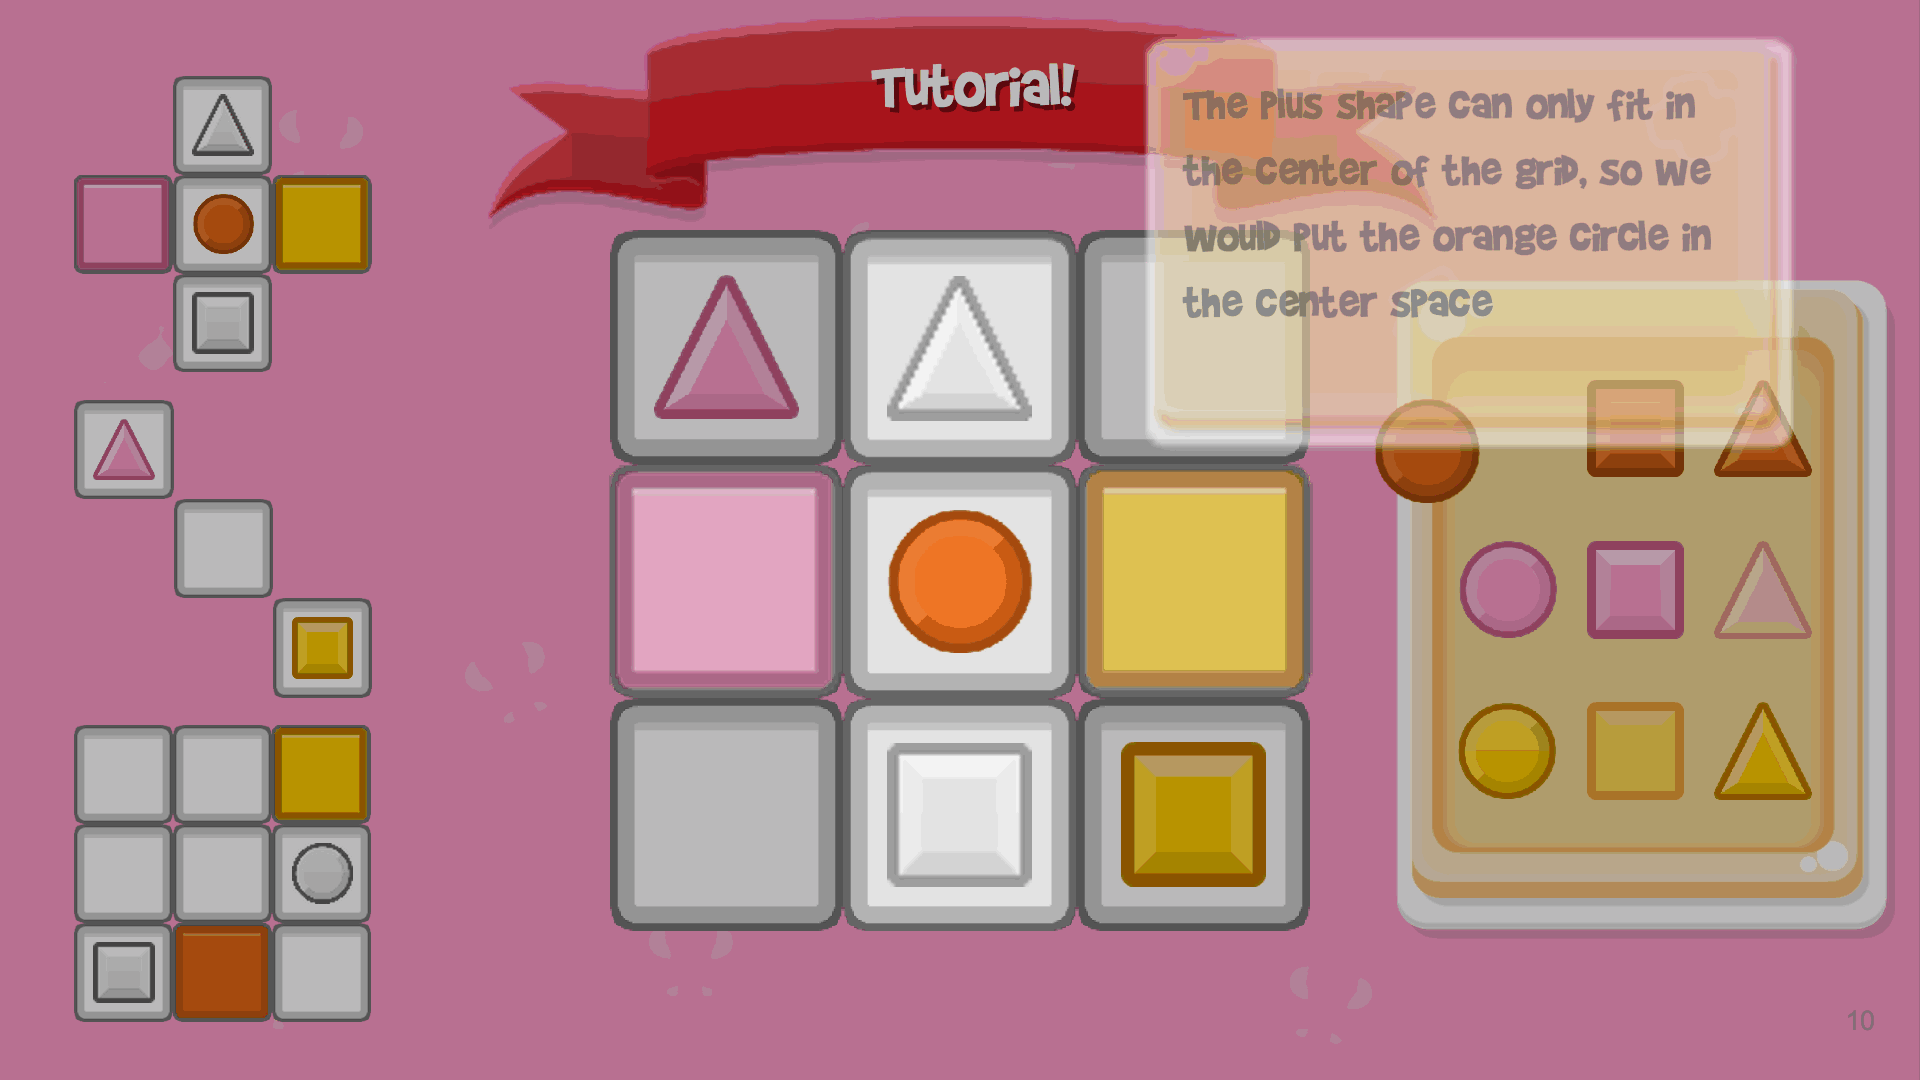 Tutorial!
The plus shape can only fit in
the center of the grid, so we
would put the orange circle in
the center space
10